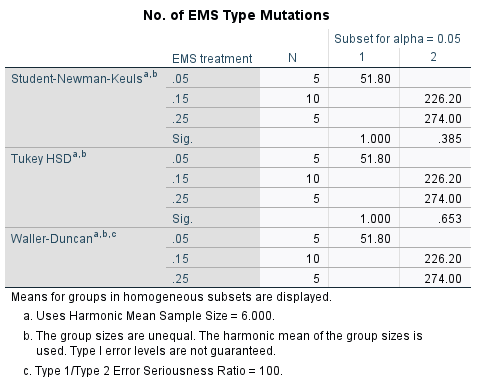 No. of EMS Type Mutations
Subset for alpha = 0.05
EMS treatment N 1 2
Student-Newman-Keuls a,b .05 5 51.80
.15 10 226.20
.25 5 274.00
Sig. 1.000 .385
Tukey HSD a,b .05 5 51.80
.15 10 226.20
.25 5 274.00
Sig. 1.000 .653
Waller-Duncan a,b,c .05 5 51.80
.15 10 226.20
.25 5 274.00
Means for groups in homogeneous subsets are displayed.
a. Uses Harmonic Mean Sample Size = 6.000.
b. The group sizes are unequal. The harmonic mean of the group sizes is
used. Type I error levels are not guaranteed.
c. Type 1/Type 2 Error Seriousness Ratio = 100.